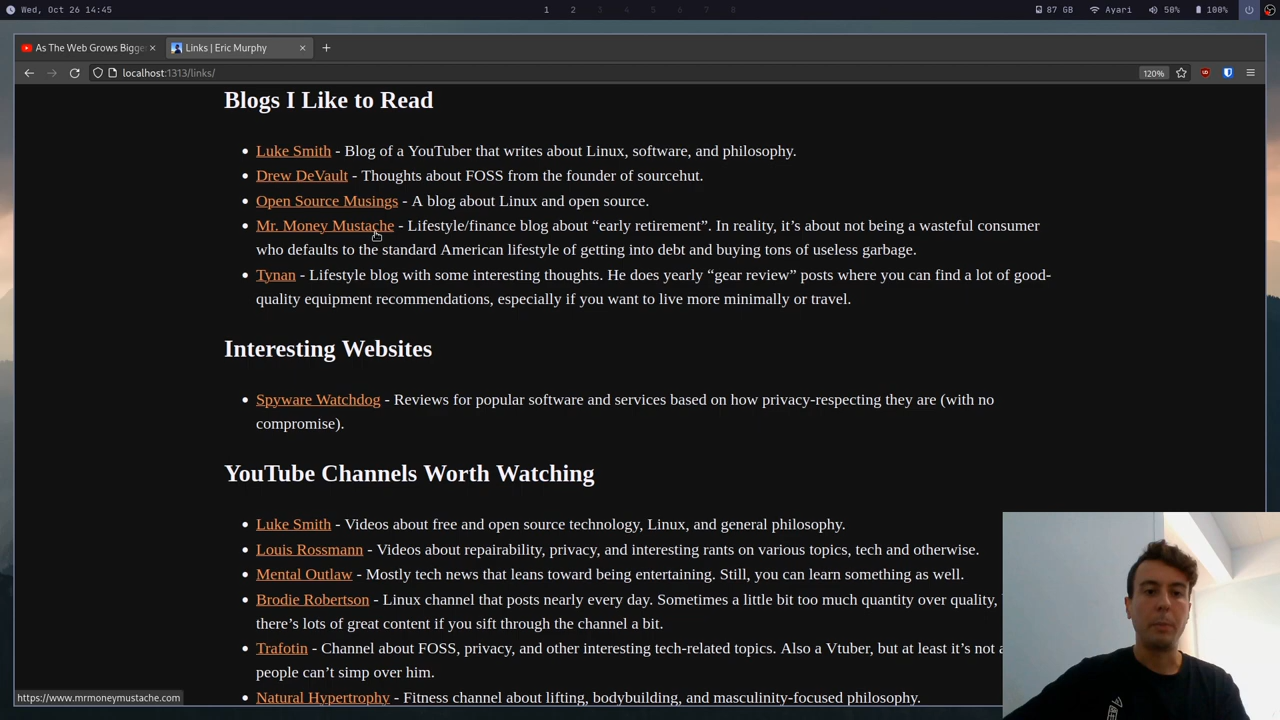 Wed, Oct 26 14:45
1 2 3 4 5 6 7 8
87 GB Ayari 50% 100%
As The Web Grows Bigge
Links | Eric Murphy
localhost:1313/links/
120%
Blogs I Like to Read
Luke Smith - Blog of a YouTuber that writes about Linux, software, and philosophy.
Drew DeVault - Thoughts about FOSS from the founder of sourcehut.
Open Source Musings - A blog about Linux and open source.
Mr. Money Mustache - Lifestyle/finance blog about “early retirement”. In reality, it’s about not being a wasteful consumer
who defaults to the standard American lifestyle of getting into debt and buying tons of useless garbage.
Tynan - Lifestyle blog with some interesting thoughts. He does yearly “gear review” posts where you can find a lot of good-
quality equipment recommendations, especially if you want to live more minimally or travel.
Interesting Websites
Spyware Watchdog - Reviews for popular software and services based on how privacy-respecting they are (with no
compromise).
YouTube Channels Worth Watching
Luke Smith - Videos about free and open source technology, Linux, and general philosophy.
Louis Rossmann - Videos about repairability, privacy, and interesting rants on various topics, tech and otherwise.
Mental Outlaw - Mostly tech news that leans toward being entertaining. Still, you can learn something as well.
Brodie Robertson - Linux channel that posts nearly every day. Sometimes a little bit too much quantity over quality,
there’s lots of great content if you sift through the channel a bit.
Trafotin - Channel about FOSS, privacy, and other interesting tech-related topics. Also a Vtuber, but at least it’s not a
people can’t simp over him.
Natural Hypertrophy - Fitness channel about lifting, bodybuilding, and masculinity-focused philosophy.
https://www.mrmoneymustache.com